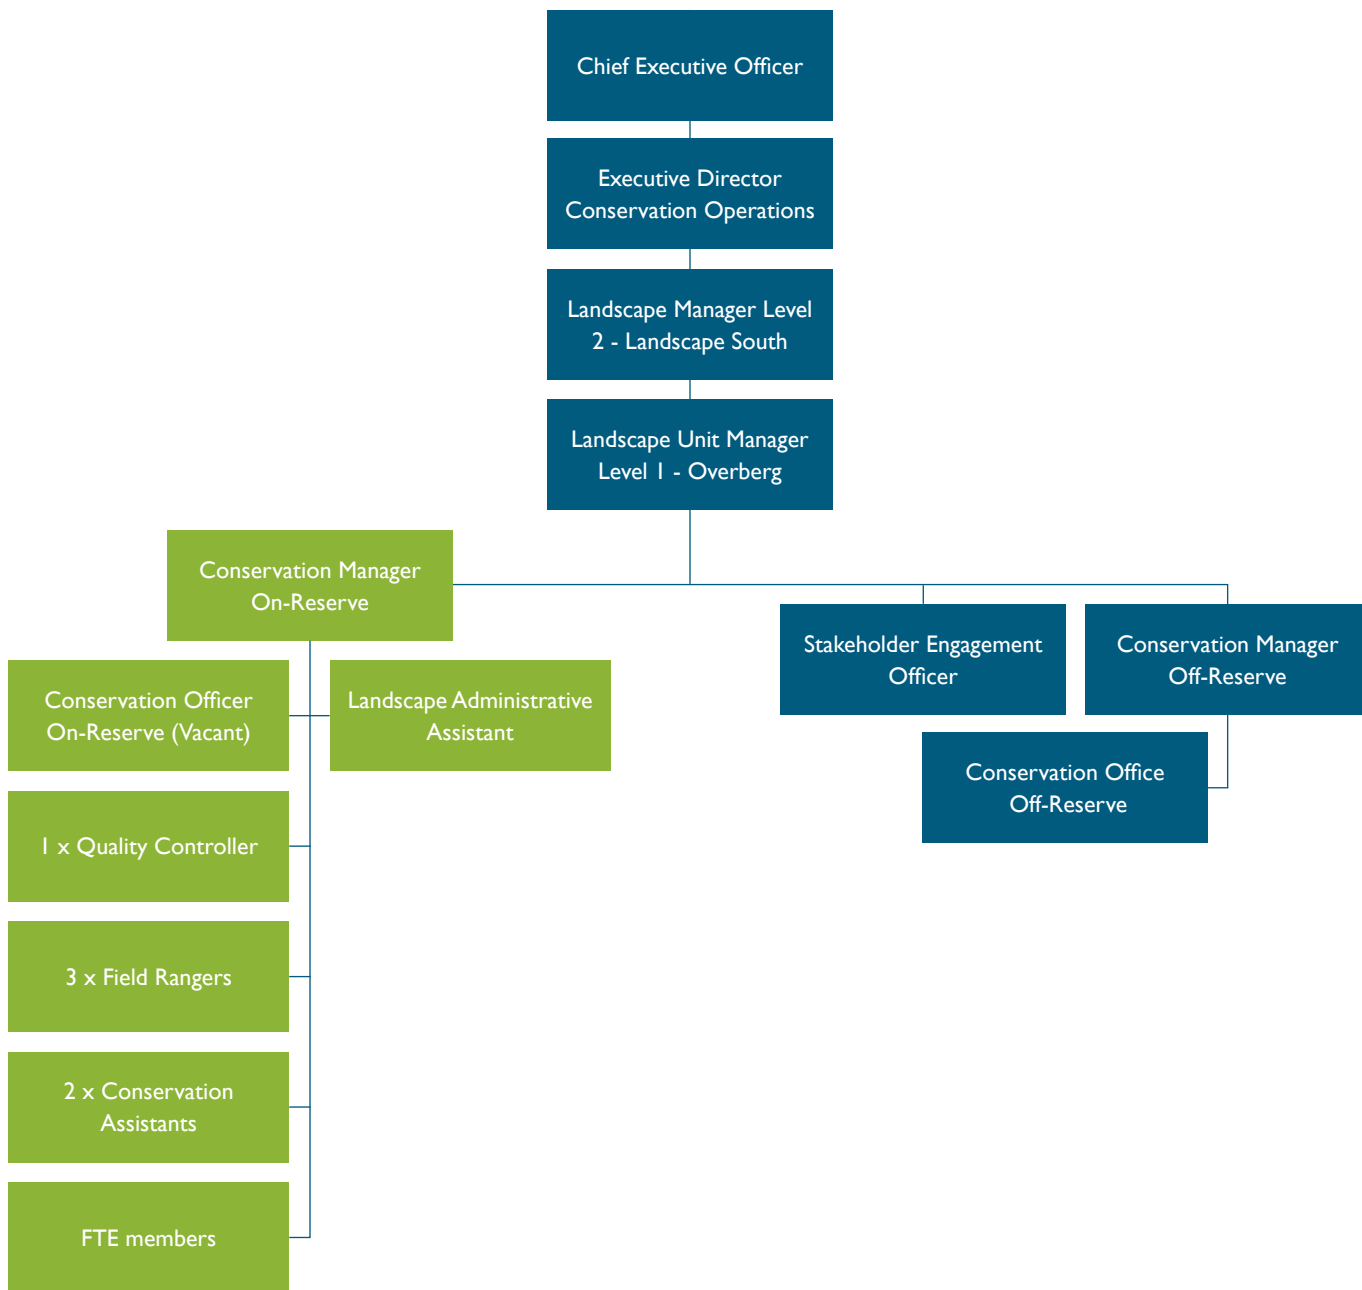 Chief Executive Officer
Executive Director
Conservation Operations
Landscape Manager Level
2 - Landscape South
Landscape Unit Manager
Level 1 - Overberg
Conservation Manager
On-Reserve
Stakeholder Engagement
Officer
Conservation Manager
Off-Reserve
Conservation Officer
On-Reserve (Vacant)
Landscape Administrative
Assistant
Conservation Office
Off-Reserve
1 x Quality Controller
3 x Field Rangers
2 x Conservation
Assistants
FTE members